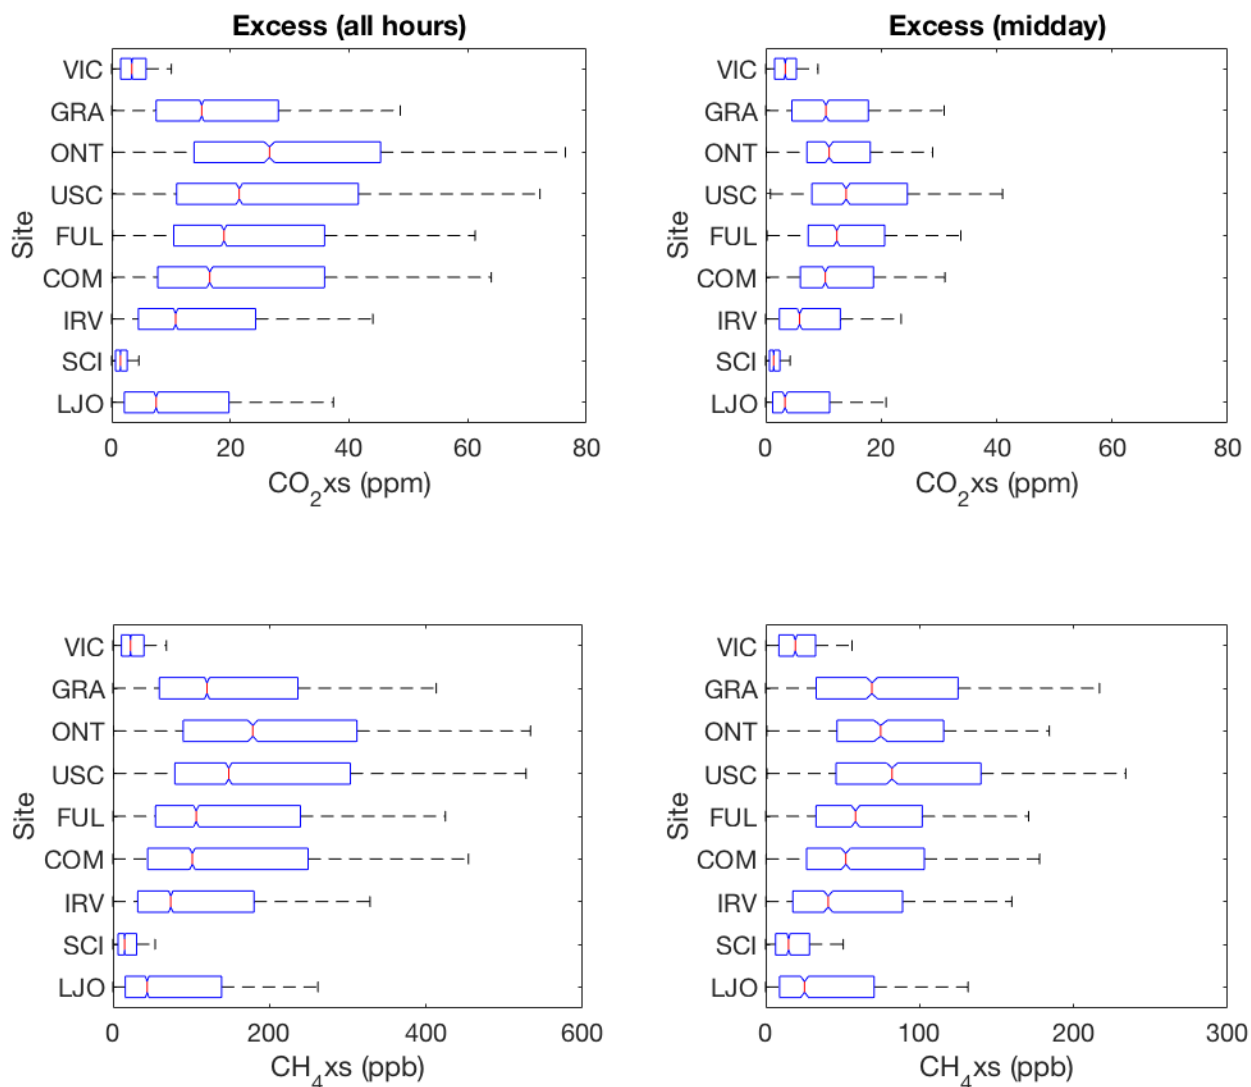 Excess (all hours)
VIC
GRA
ONT
USC
FUL
COM
IRV
SCI
LJO
Site
0 20 40 60 80
CO₂xs (ppm)
Excess (midday)
VIC
GRA
ONT
USC
FUL
COM
IRV
SCI
LJO
Site
0 20 40 60 80
CO₂xs (ppm)
VIC
GRA
ONT
USC
FUL
COM
IRV
SCI
LJO
Site
0 200 400 600
CH₄xs (ppb)
VIC
GRA
ONT
USC
FUL
COM
IRV
SCI
LJO
Site
0 100 200 300
CH₄xs (ppb)